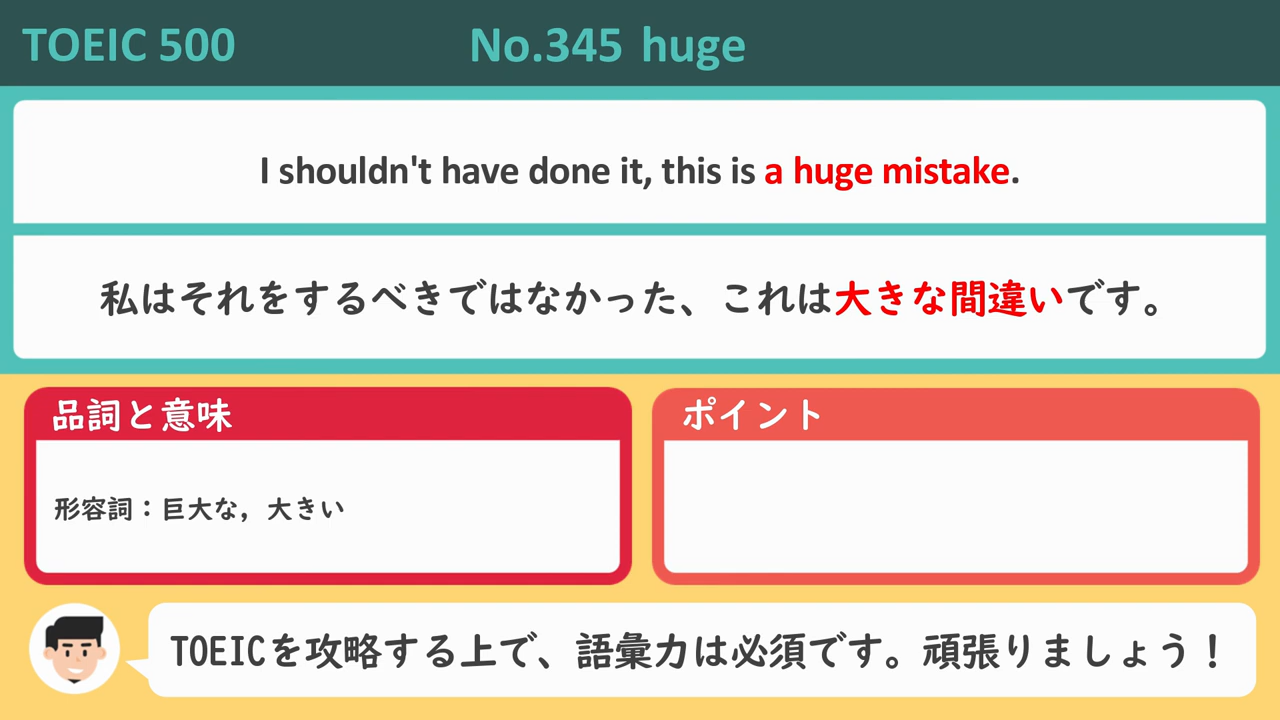 TOEIC 500
No.345 huge
I shouldn't have done it, this is a huge mistake.
私はそれをするべきではなかった、これは大きな間違いです。
品詞と意味
形容詞：巨大な，大きい
ポイント
TOEICを攻略する上で、語彙力は必須です。頑張りましょう！